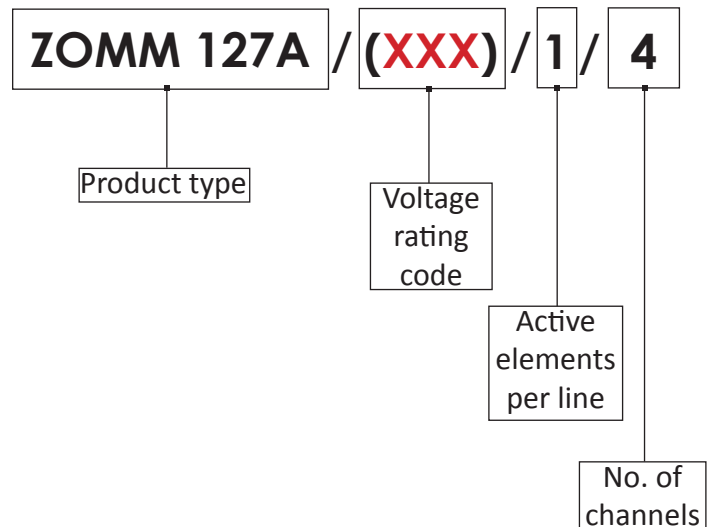 ZOMM 127A / (XXX) / 1 / 4
Product type
Voltage
rating
code
Active
elements
per line
No. of
channels